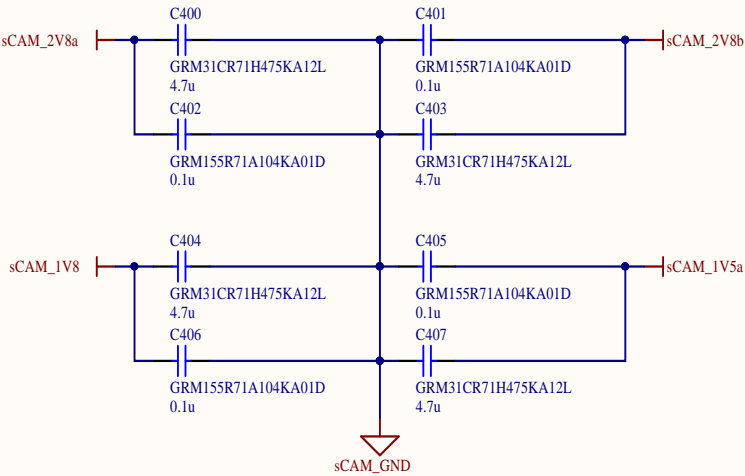 C400
C401
sCAM_2V8a
sCAM_2V8b
GRM31CR71H475KA12L
GRM155R71A104KA01D
4.7u
0.1u
C402
C403
GRM155R71A104KA01D
GRM31CR71H475KA12L
0.1u
4.7u
C404
C405
sCAM_1V8
sCAM_1V5a
GRM31CR71H475KA12L
GRM155R71A104KA01D
4.7u
0.1u
C406
C407
GRM155R71A104KA01D
GRM31CR71H475KA12L
0.1u
4.7u
sCAM_GND